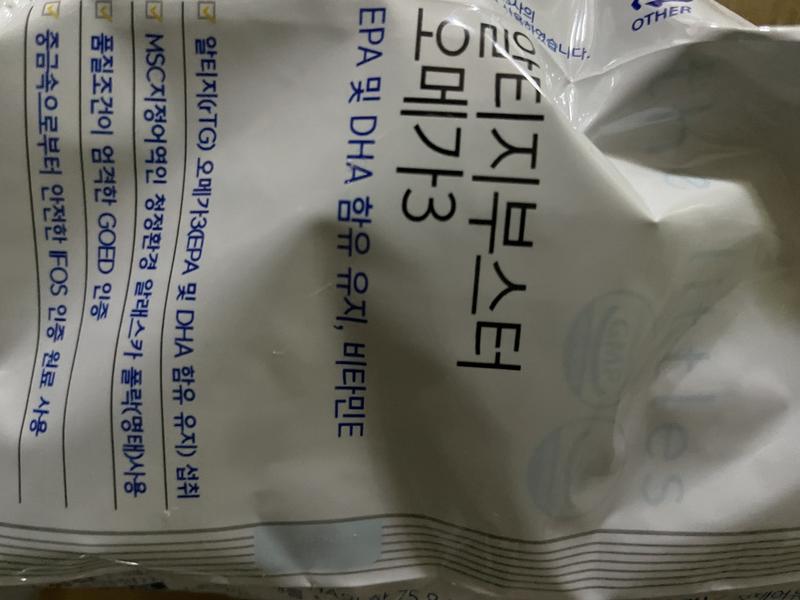 the littles
알티지부스터
오메가3
EPA 및 DHA 함유 유지, 비타민E
알티지(rTG) 오메가3(EPA 및 DHA 함유 유지) 섭취
MSC지정어역인 청정환경 알래스카 폴락(명태)사용
품질조건이 엄격한 GOED 인증
중금속으로부터 안전한 IFOS 인증 원료 사용
OTHER